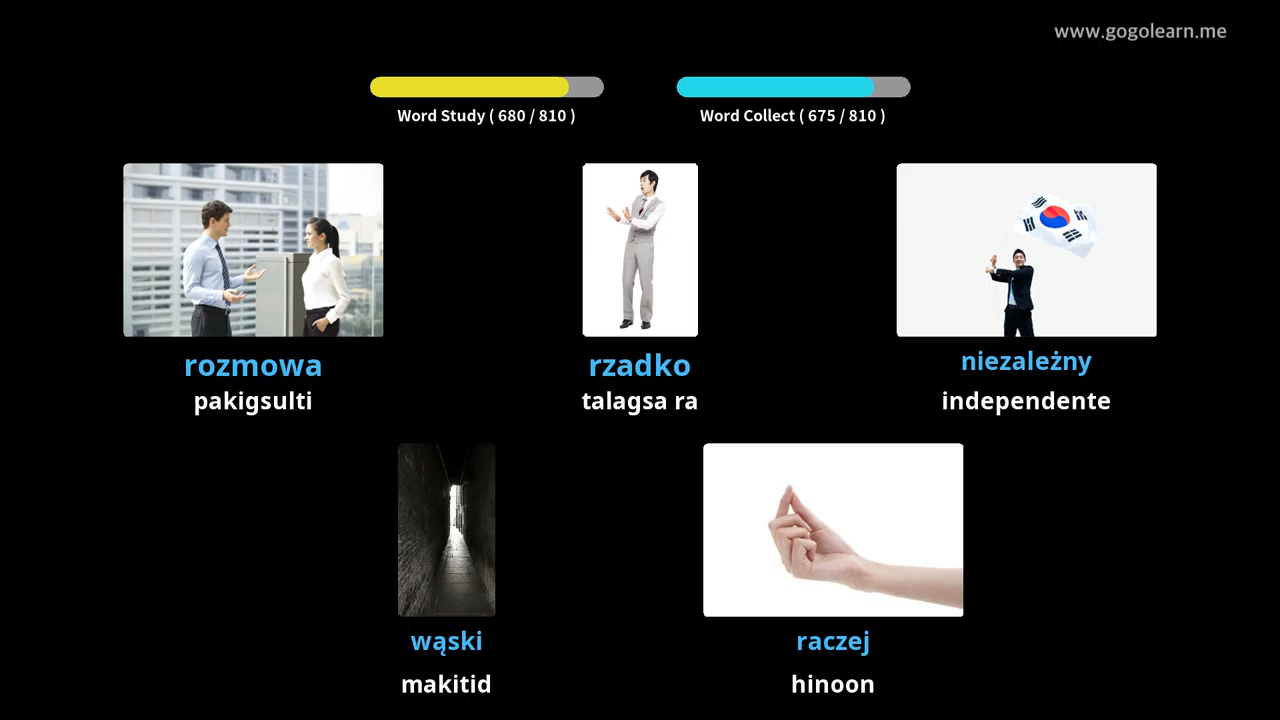 www.gogolearn.me
Word Study ( 680 / 810 )
Word Collect ( 675 / 810 )
rozmowa
pakigsulti
rzadko
talagsa ra
niezależny
independente
wąski
makitid
raczej
hinoon